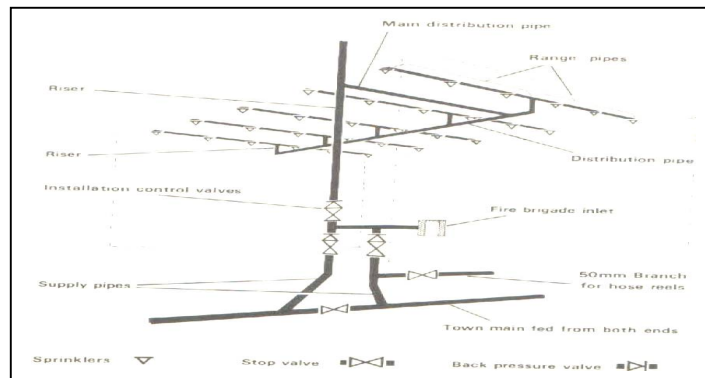 Main distribution pipe
Range pipes
Riser
Riser
Distribution pipe
Installation control valves
Fire brigade inlet
Supply pipes
50mm Branch
for hose reels
Town main fed from both ends
Sprinklers
Stop valve
Back pressure valve